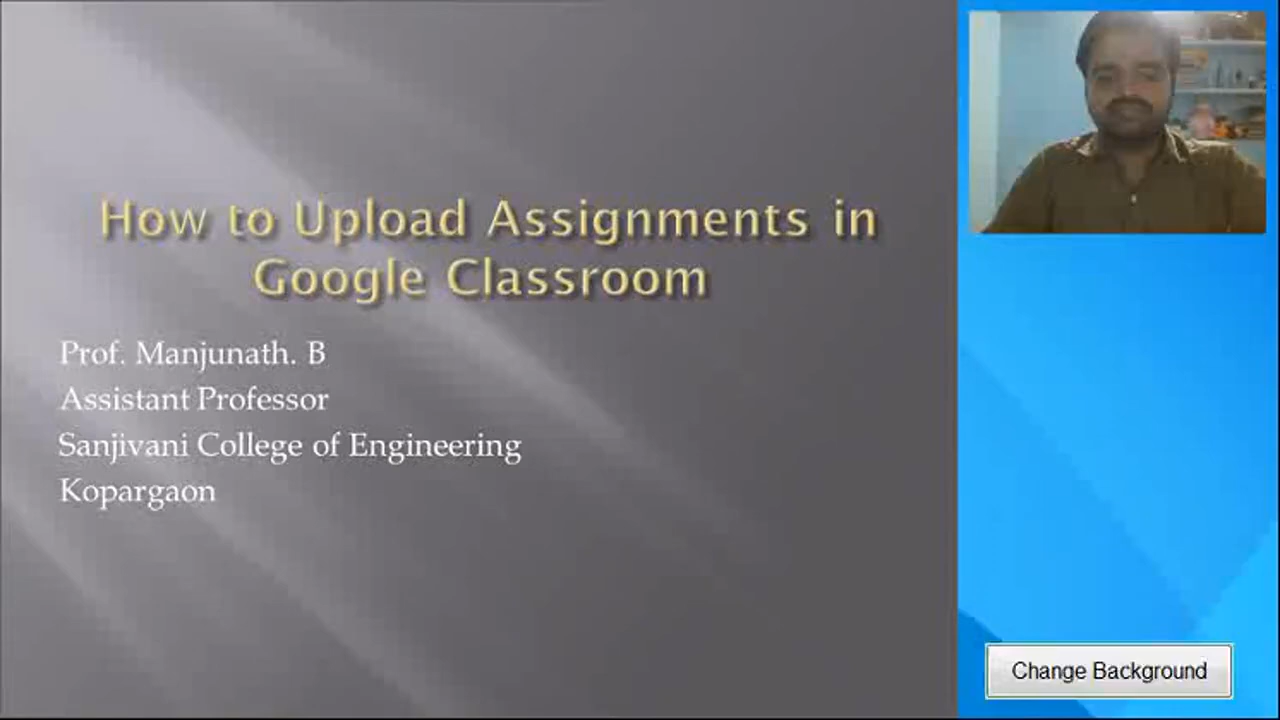 How to Upload Assignments in
Google Classroom
Prof. Manjunath. B
Assistant Professor
Sanjivani College of Engineering
Kopargaon
Change Background